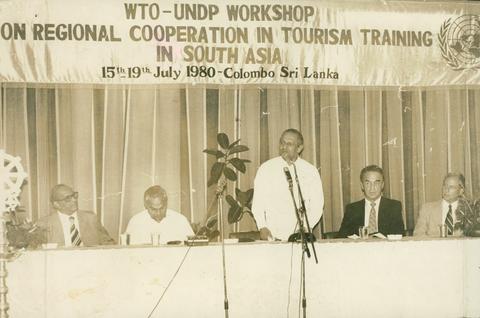 WTO-UNDP WORKSHOP
ON REGIONAL COOPERATION IN TOURISM TRAINING
IN SOUTH ASIA
15th-19th July 1980-Colombo Sri Lanka